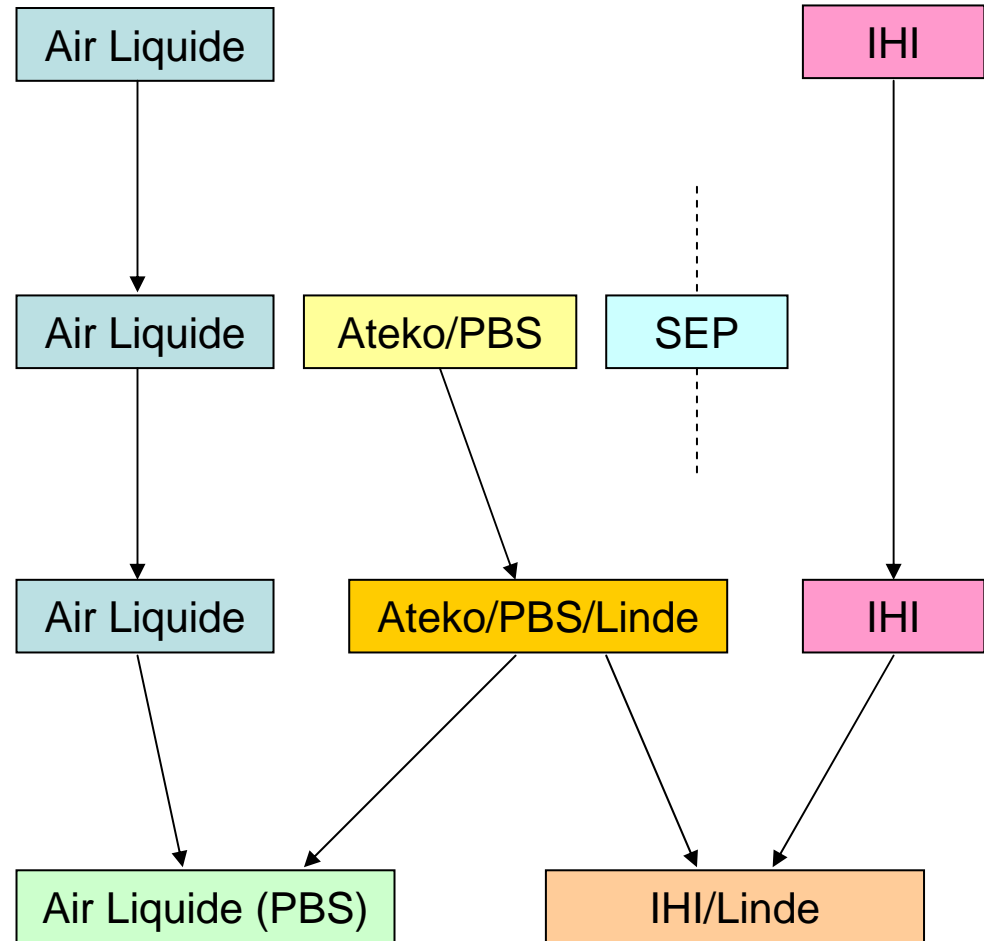 Air Liquide
IHI
Air Liquide
Ateko/PBS
SEP
Air Liquide
Ateko/PBS/Linde
IHI
Air Liquide (PBS)
IHI/Linde